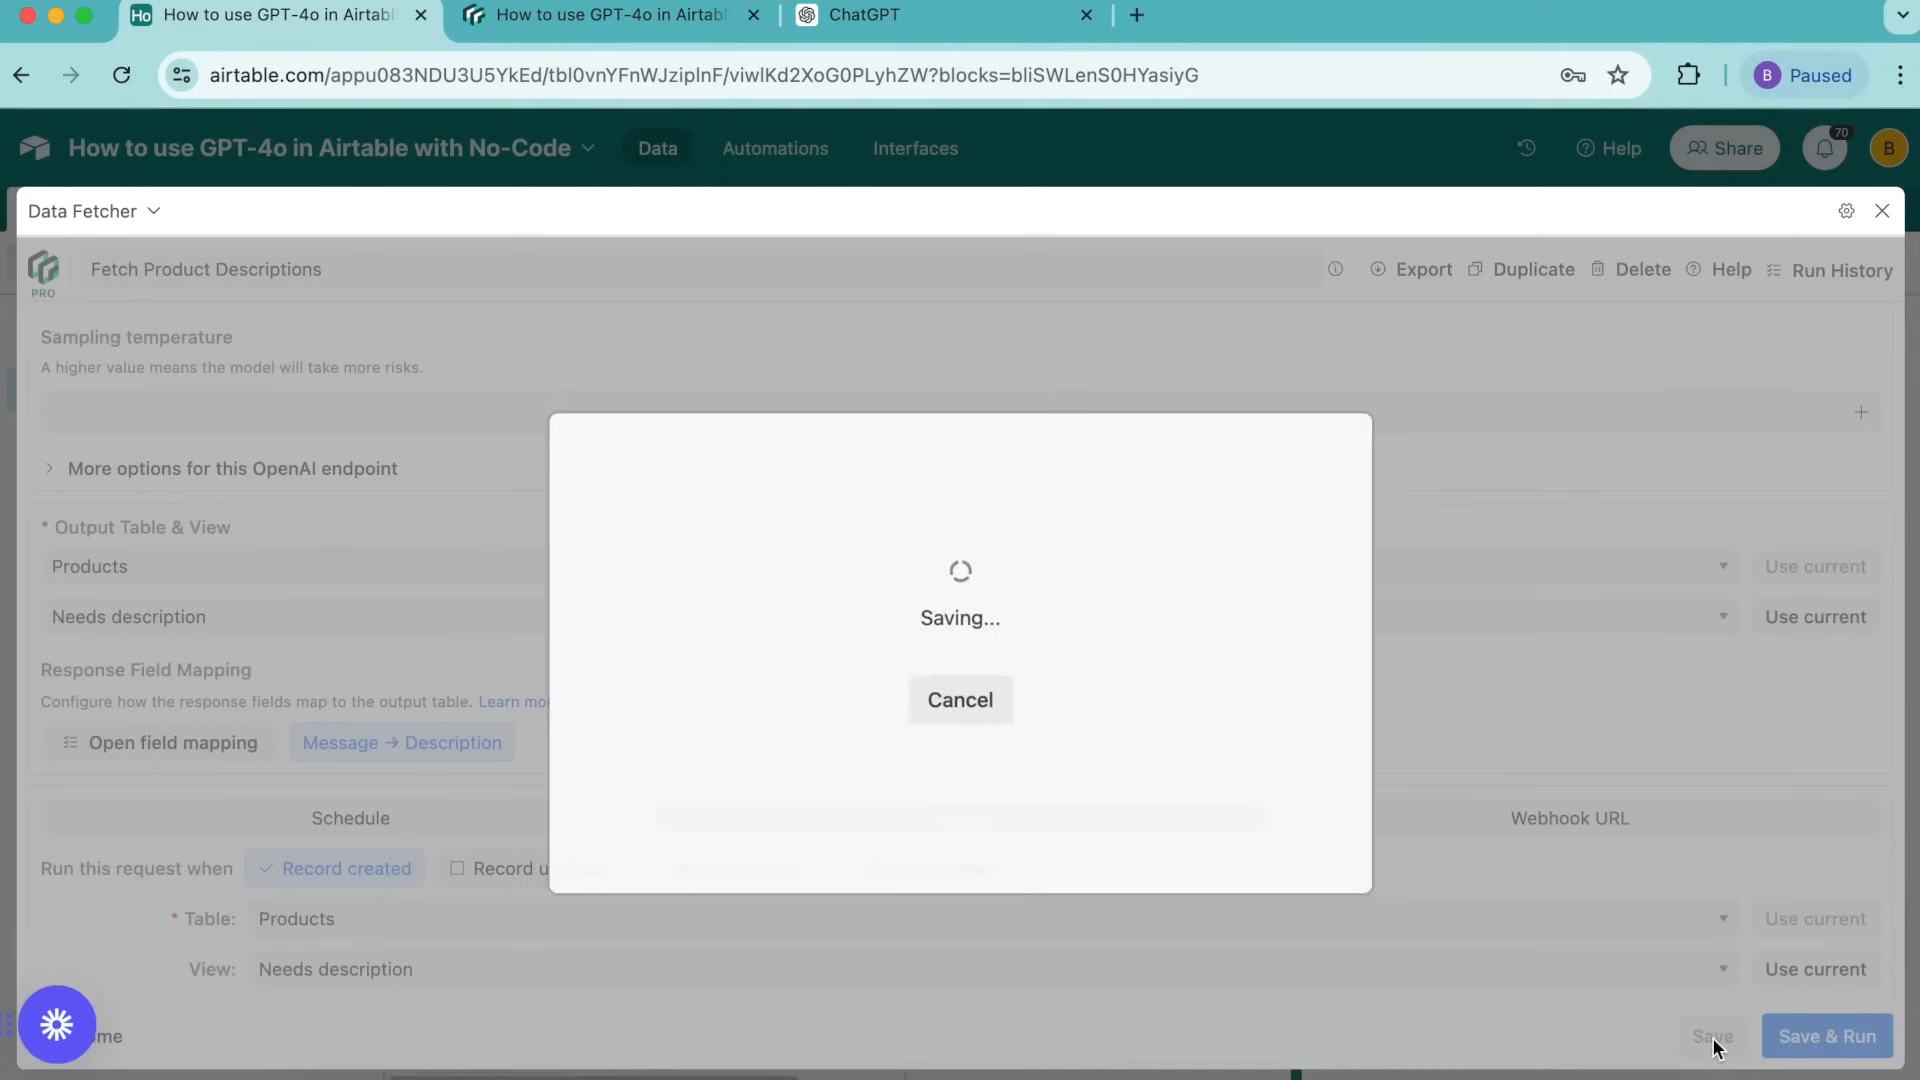 Ho How to use GPT-4o in Airtabl
How to use GPT-4o in Airtabl
ChatGPT
airtable.com/appu083NDU3U5YkEd/tbl0vnYFnWJziplnF/viwlKd2XoG0PLyhZW?blocks=bliSWLenS0HYasiyG
B Paused
How to use GPT-4o in Airtable with No-Code
Data
Automations
Interfaces
Help
Share
70
B
Data Fetcher
PRO
Fetch Product Descriptions
Export
Duplicate
Delete
Help
Run History
Sampling temperature
A higher value means the model will take more risks.
More options for this OpenAI endpoint
* Output Table & View
Products
Use current
Needs description
Use current
Response Field Mapping
Configure how the response fields map to the output table. Learn mo
Open field mapping
Message → Description
Saving...
Cancel
Schedule
Webhook URL
Run this request when
Record created
Record u
* Table:
Products
Use current
View:
Needs description
Use current
me
Save
Save & Run